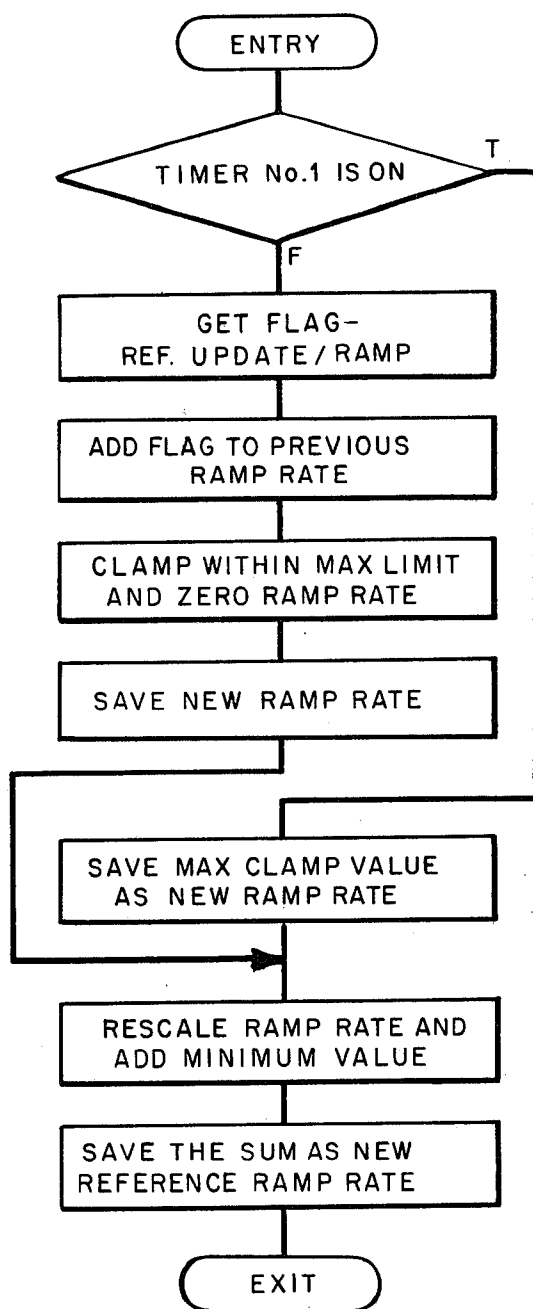 ENTRY
T
TIMER No.1 IS ON
F
GET FLAG-
REF. UPDATE / RAMP
ADD FLAG TO PREVIOUS
RAMP RATE
CLAMP WITHIN MAX LIMIT
AND ZERO RAMP RATE
SAVE NEW RAMP RATE
SAVE MAX CLAMP VALUE
AS NEW RAMP RATE
RESCALE RAMP RATE AND
ADD MINIMUM VALUE
SAVE THE SUM AS NEW
REFERENCE RAMP RATE
EXIT